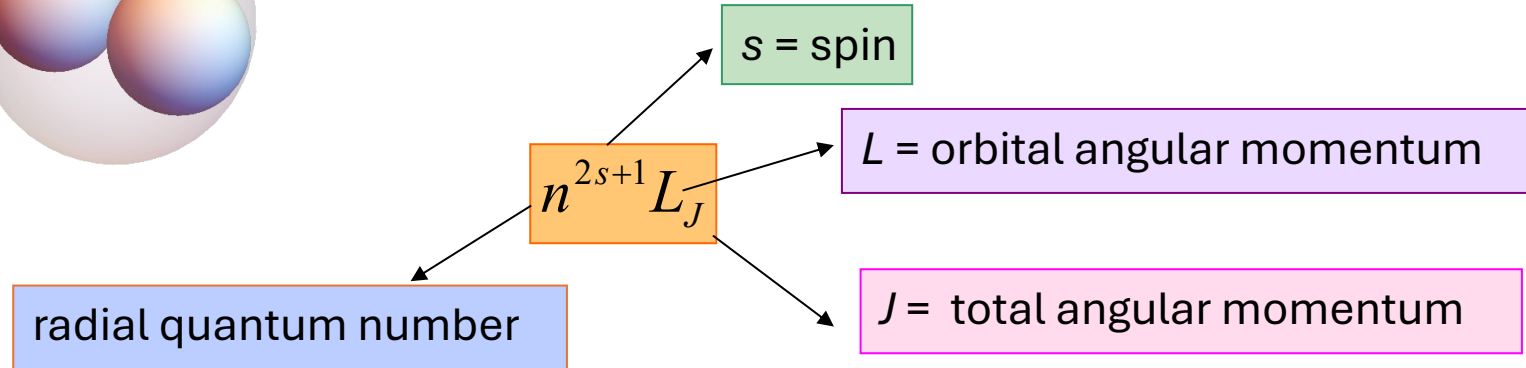 s = spin
L = orbital angular momentum
n^{2s+1}L_J
J = total angular momentum
radial quantum number